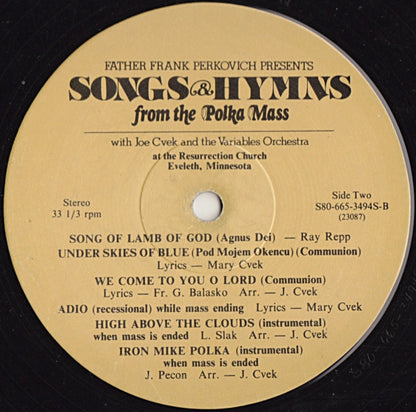 FATHER FRANK PERKOVICH PRESENTS
SONGS & HYMNS
from the Polka Mass
with Joe Cvek and the Variables Orchestra
at the Resurrection Church
Eveleth, Minnesota
Stereo
33 1/3 rpm
Side Two
S80-665-3494S-B
(23087)
SONG OF LAMB OF GOD (Agnus Dei) — Ray Repp
UNDER SKIES OF BLUE (Pod Mojem Okencu) (Communion)
Lyrics — Mary Cvek
WE COME TO YOU O LORD (Communion)
Lyrics — Fr. G. Balasko Arr. — J. Cvek
ADIO (recessional) while mass ending Lyrics — Mary Cvek
HIGH ABOVE THE CLOUDS (instrumental)
when mass is ended L. Slak Arr. — J. Cvek
IRON MIKE POLKA (instrumental)
when mass is ended
J. Pecon Arr. — J. Cvek